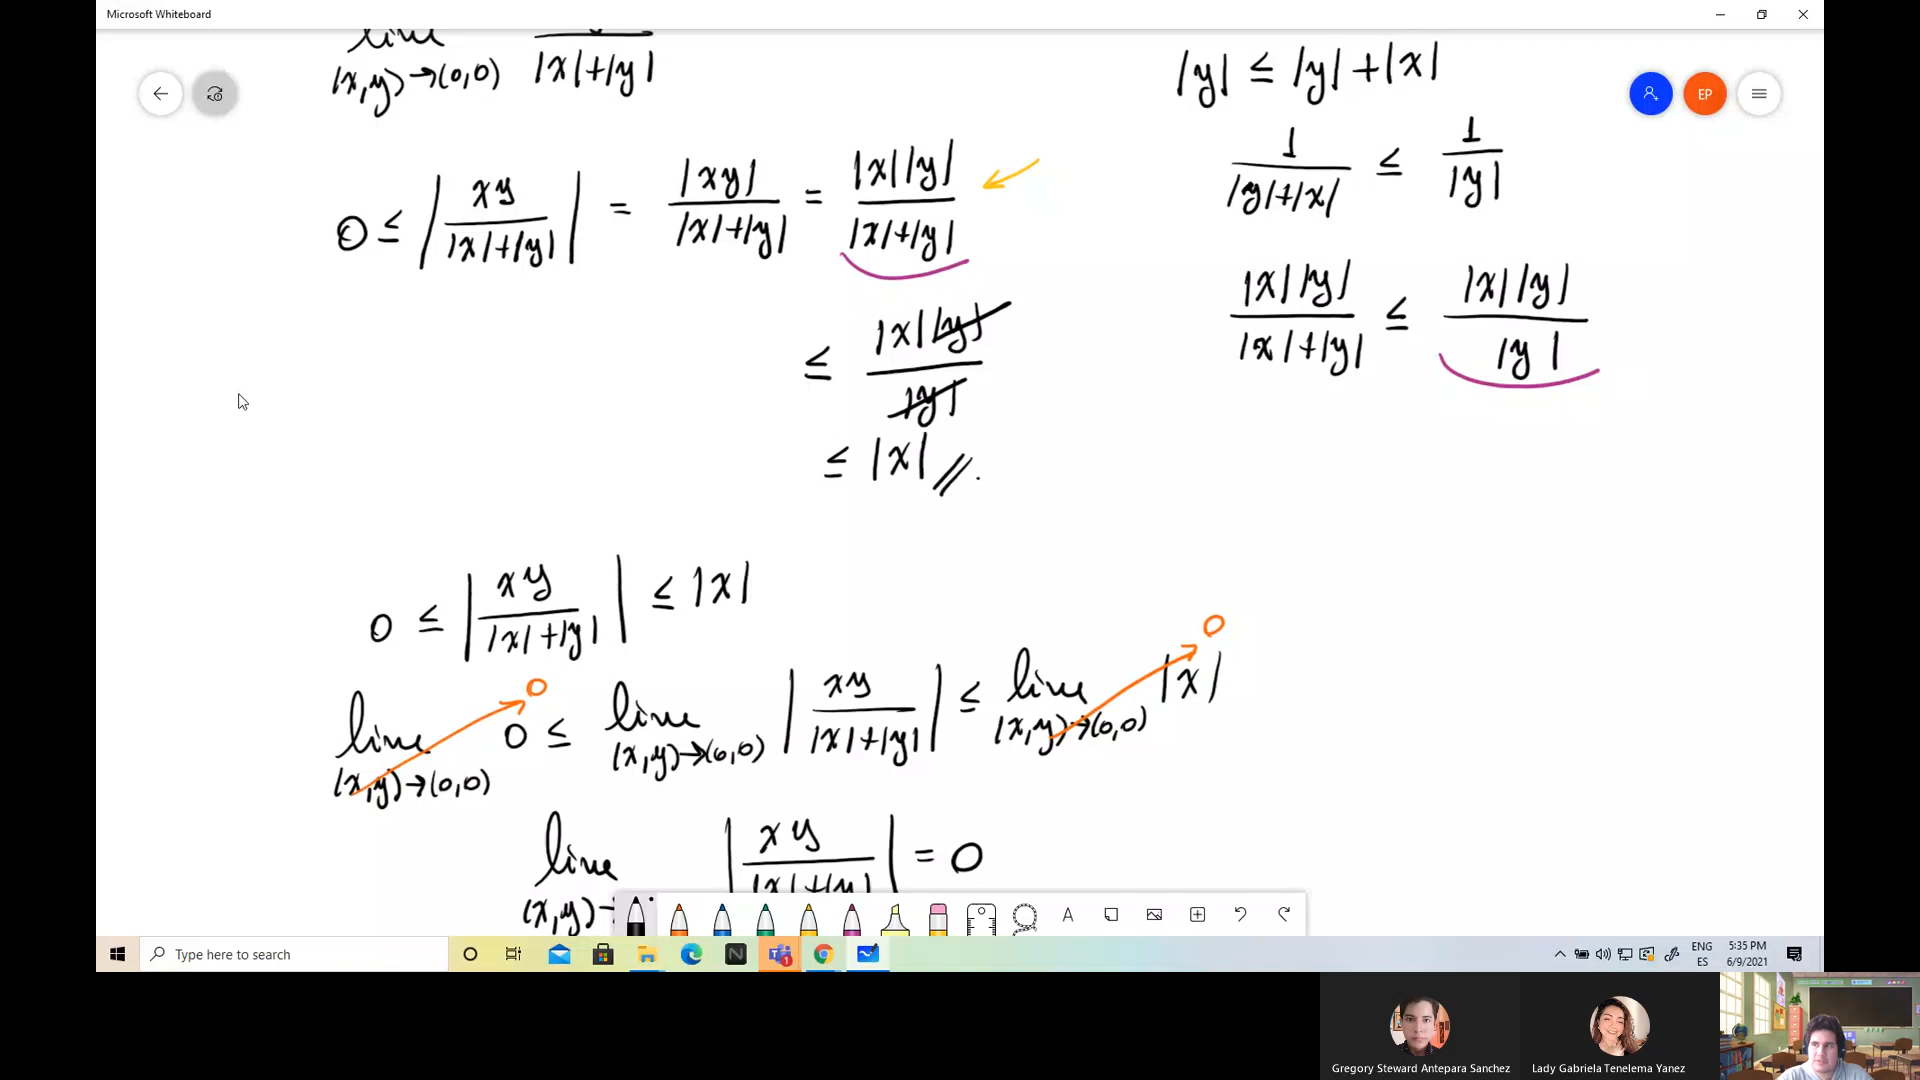 Microsoft Whiteboard
lim
(x,y)→(0,0) |x|+|y|
|y| ≤ |y|+|x|
EP
0 ≤ | xy / |x|+|y| | = |xy| / |x|+|y| = |x||y| / |x|+|y|
1 / |y|+|x| ≤ 1 / |y|
≤ |x||y| / |y|
|x||y| / |x|+|y| ≤ |x||y| / |y|
≤ |x| //.
0 ≤ | xy / |x|+|y| | ≤ |x|
0 0
lim 0 ≤ lim | xy / |x|+|y| | ≤ lim |x|
(x,y)→(0,0) (x,y)→(0,0) (x,y)→(0,0)
lim | xy / |x|+|y| | = 0
(x,y)→
A
Type here to search
ENG
ES
5:35 PM
6/9/2021
Gregory Steward Antepara Sanchez
Lady Gabriela Tenelema Yanez